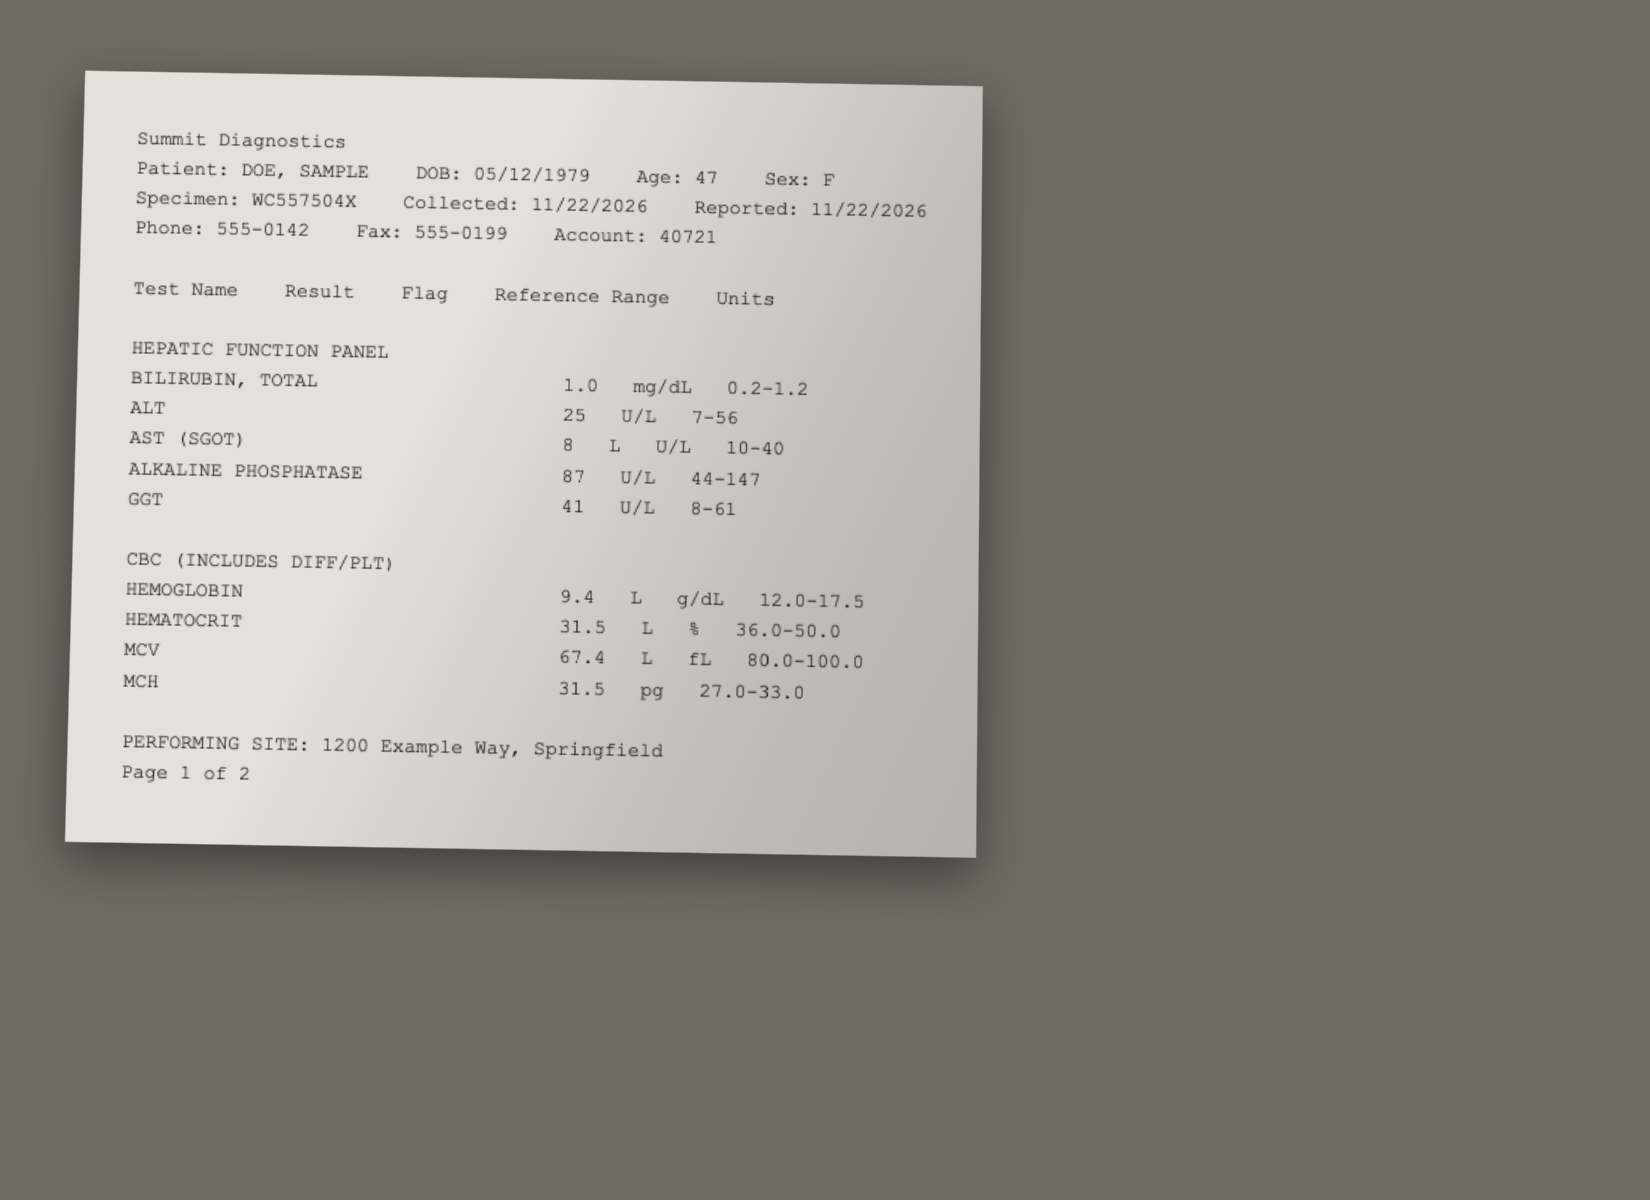 Summit Diagnostics
Patient: DOE, SAMPLE    DOB: 05/12/1979    Age: 47    Sex: F
Specimen: WC557504X    Collected: 11/22/2026    Reported: 11/22/2026
Phone: 555-0142    Fax: 555-0199    Account: 40721
Test Name    Result    Flag    Reference Range    Units
HEPATIC FUNCTION PANEL
BILIRUBIN, TOTAL    1.0    mg/dL    0.2-1.2
ALT    25    U/L    7-56
AST (SGOT)    8    L    U/L    10-40
ALKALINE PHOSPHATASE    87    U/L    44-147
GGT    41    U/L    8-61
CBC (INCLUDES DIFF/PLT)
HEMOGLOBIN    9.4    L    g/dL    12.0-17.5
HEMATOCRIT    31.5    L    %    36.0-50.0
MCV    67.4    L    fL    80.0-100.0
MCH    31.5    pg    27.0-33.0
PERFORMING SITE: 1200 Example Way, Springfield
Page 1 of 2